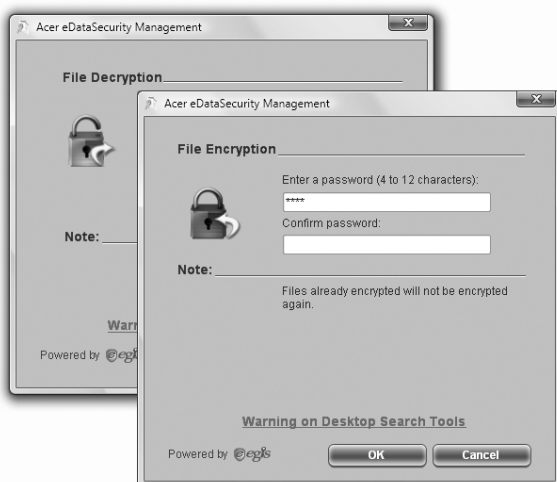 Acer eDataSecurity Management
File Decryption
Note:
Powered by egis
Acer eDataSecurity Management
File Encryption
Enter a password (4 to 12 characters):
****
Confirm password:
Note:
Files already encrypted will not be encrypted
again.
Warning on Desktop Search Tools
Powered by egis
OK
Cancel